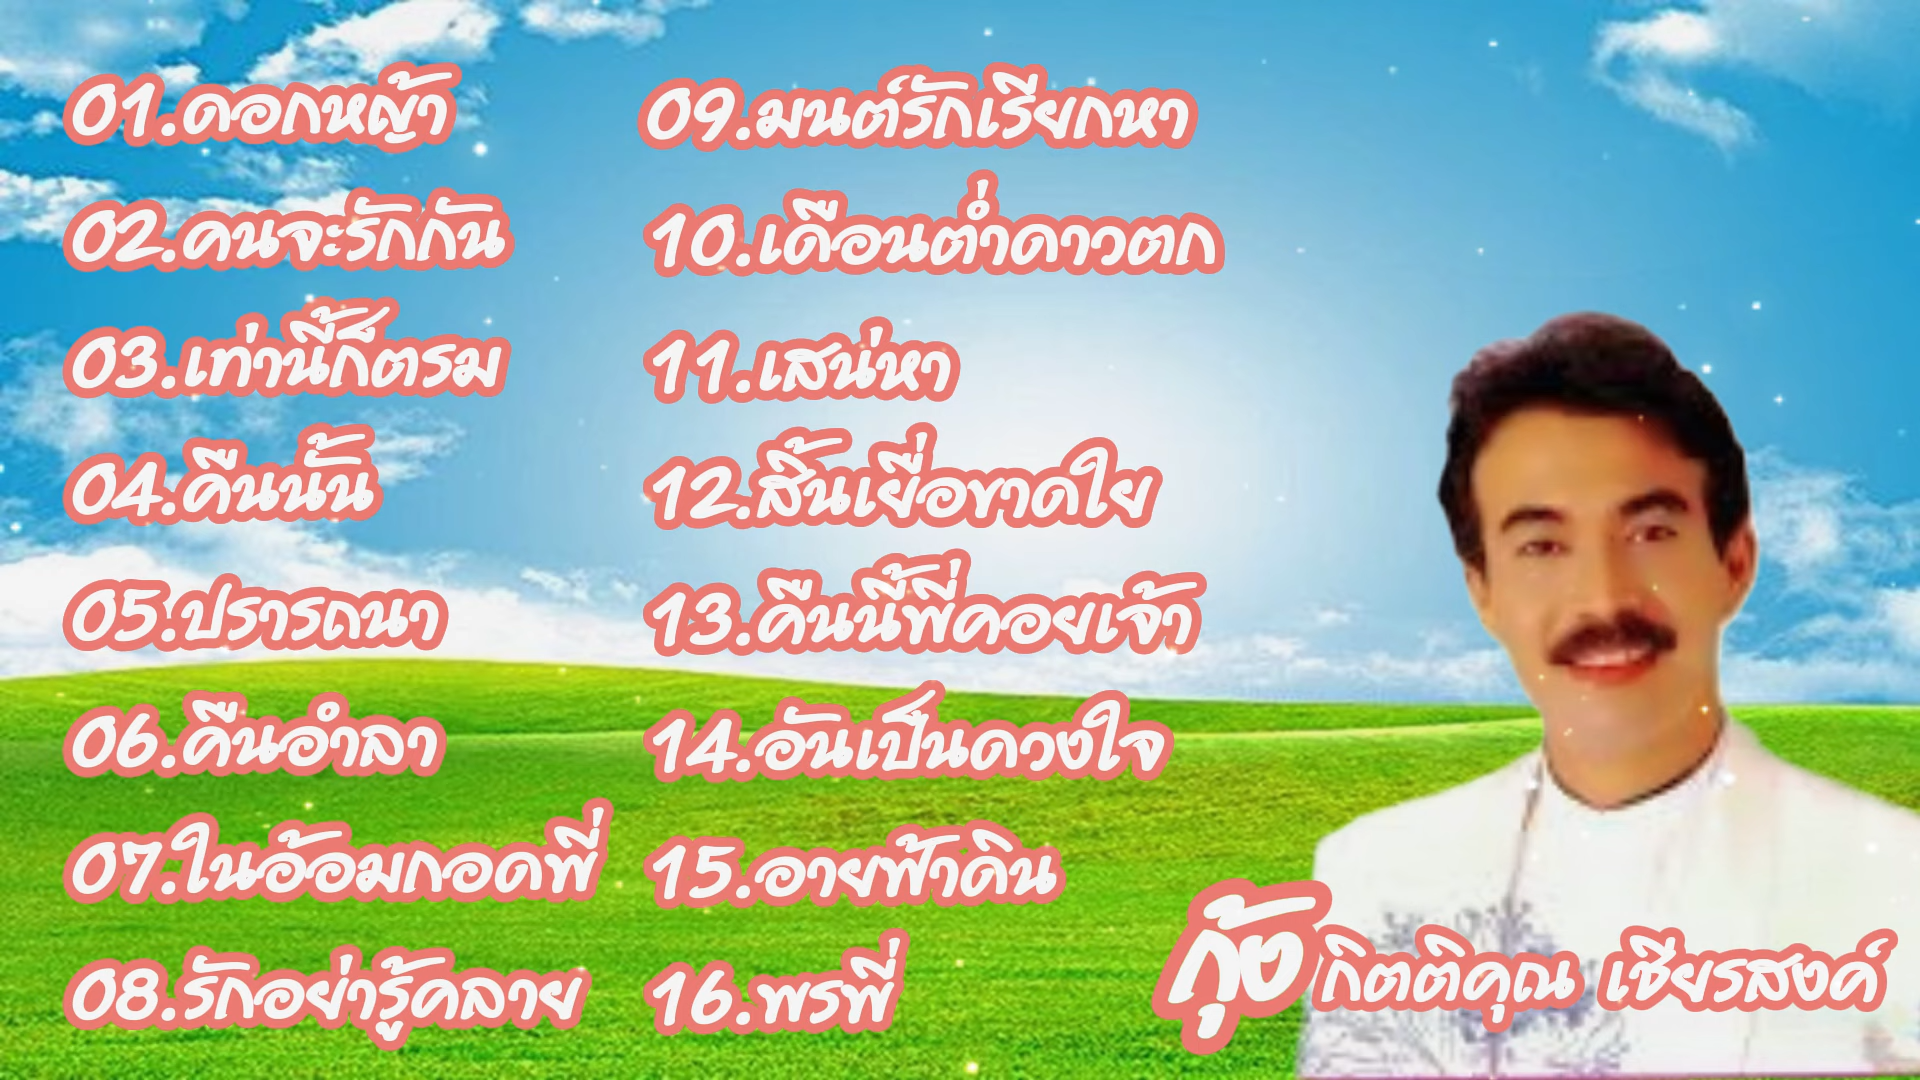 01.ดอกหญ้า
02.คนจะรักกัน
03.เท่านี้ก็ตรม
04.คืนนั้น
05.ปรารถนา
06.คืนอำลา
07.ในอ้อมกอดพี่
08.รักอย่ารู้คลาย
09.มนต์รักเรียกหา
10.เดือนต่ำดาวตก
11.เสน่หา
12.สิ้นเยื่อขาดใย
13.คืนนี้พี่คอยเจ้า
14.อันเป็นดวงใจ
15.อายฟ้าดิน
16.พรพี่
กุ้ง กิตติคุณ เชียรสงค์